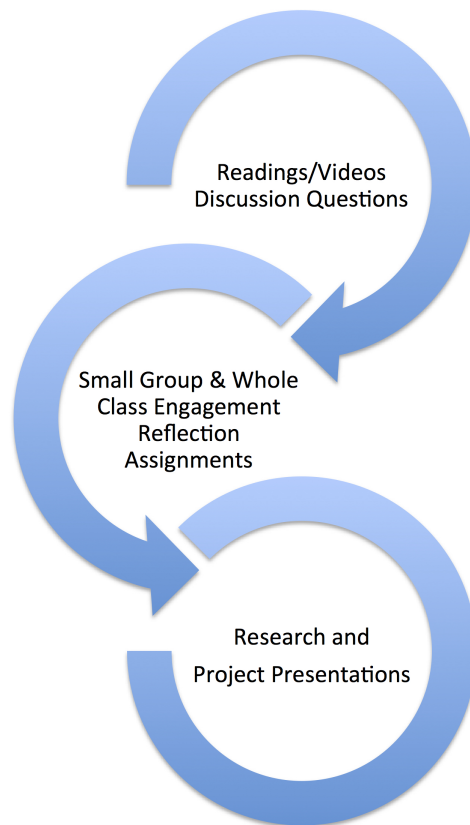 Readings/Videos
Discussion Questions
Small Group & Whole
Class Engagement
Reflection
Assignments
Research and
Project Presentations